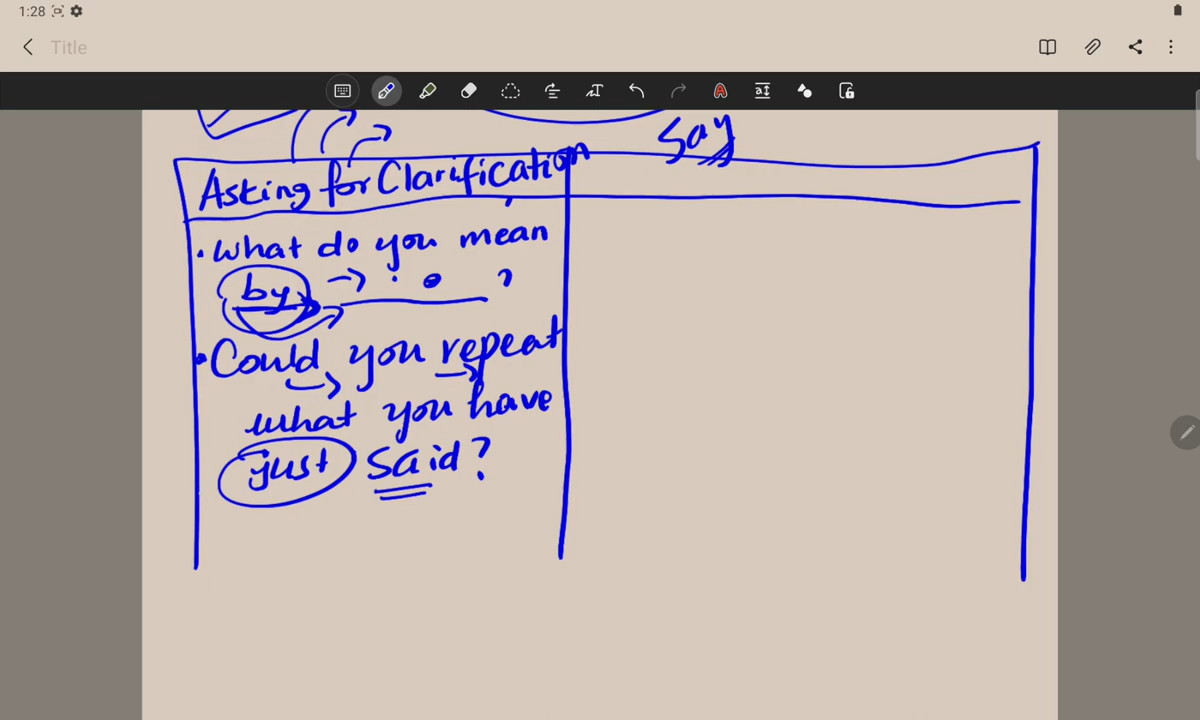 1:28
Title
say
Asking for Clarification
• what do you mean
by → ?
• Could you repeat
what you have
just said?